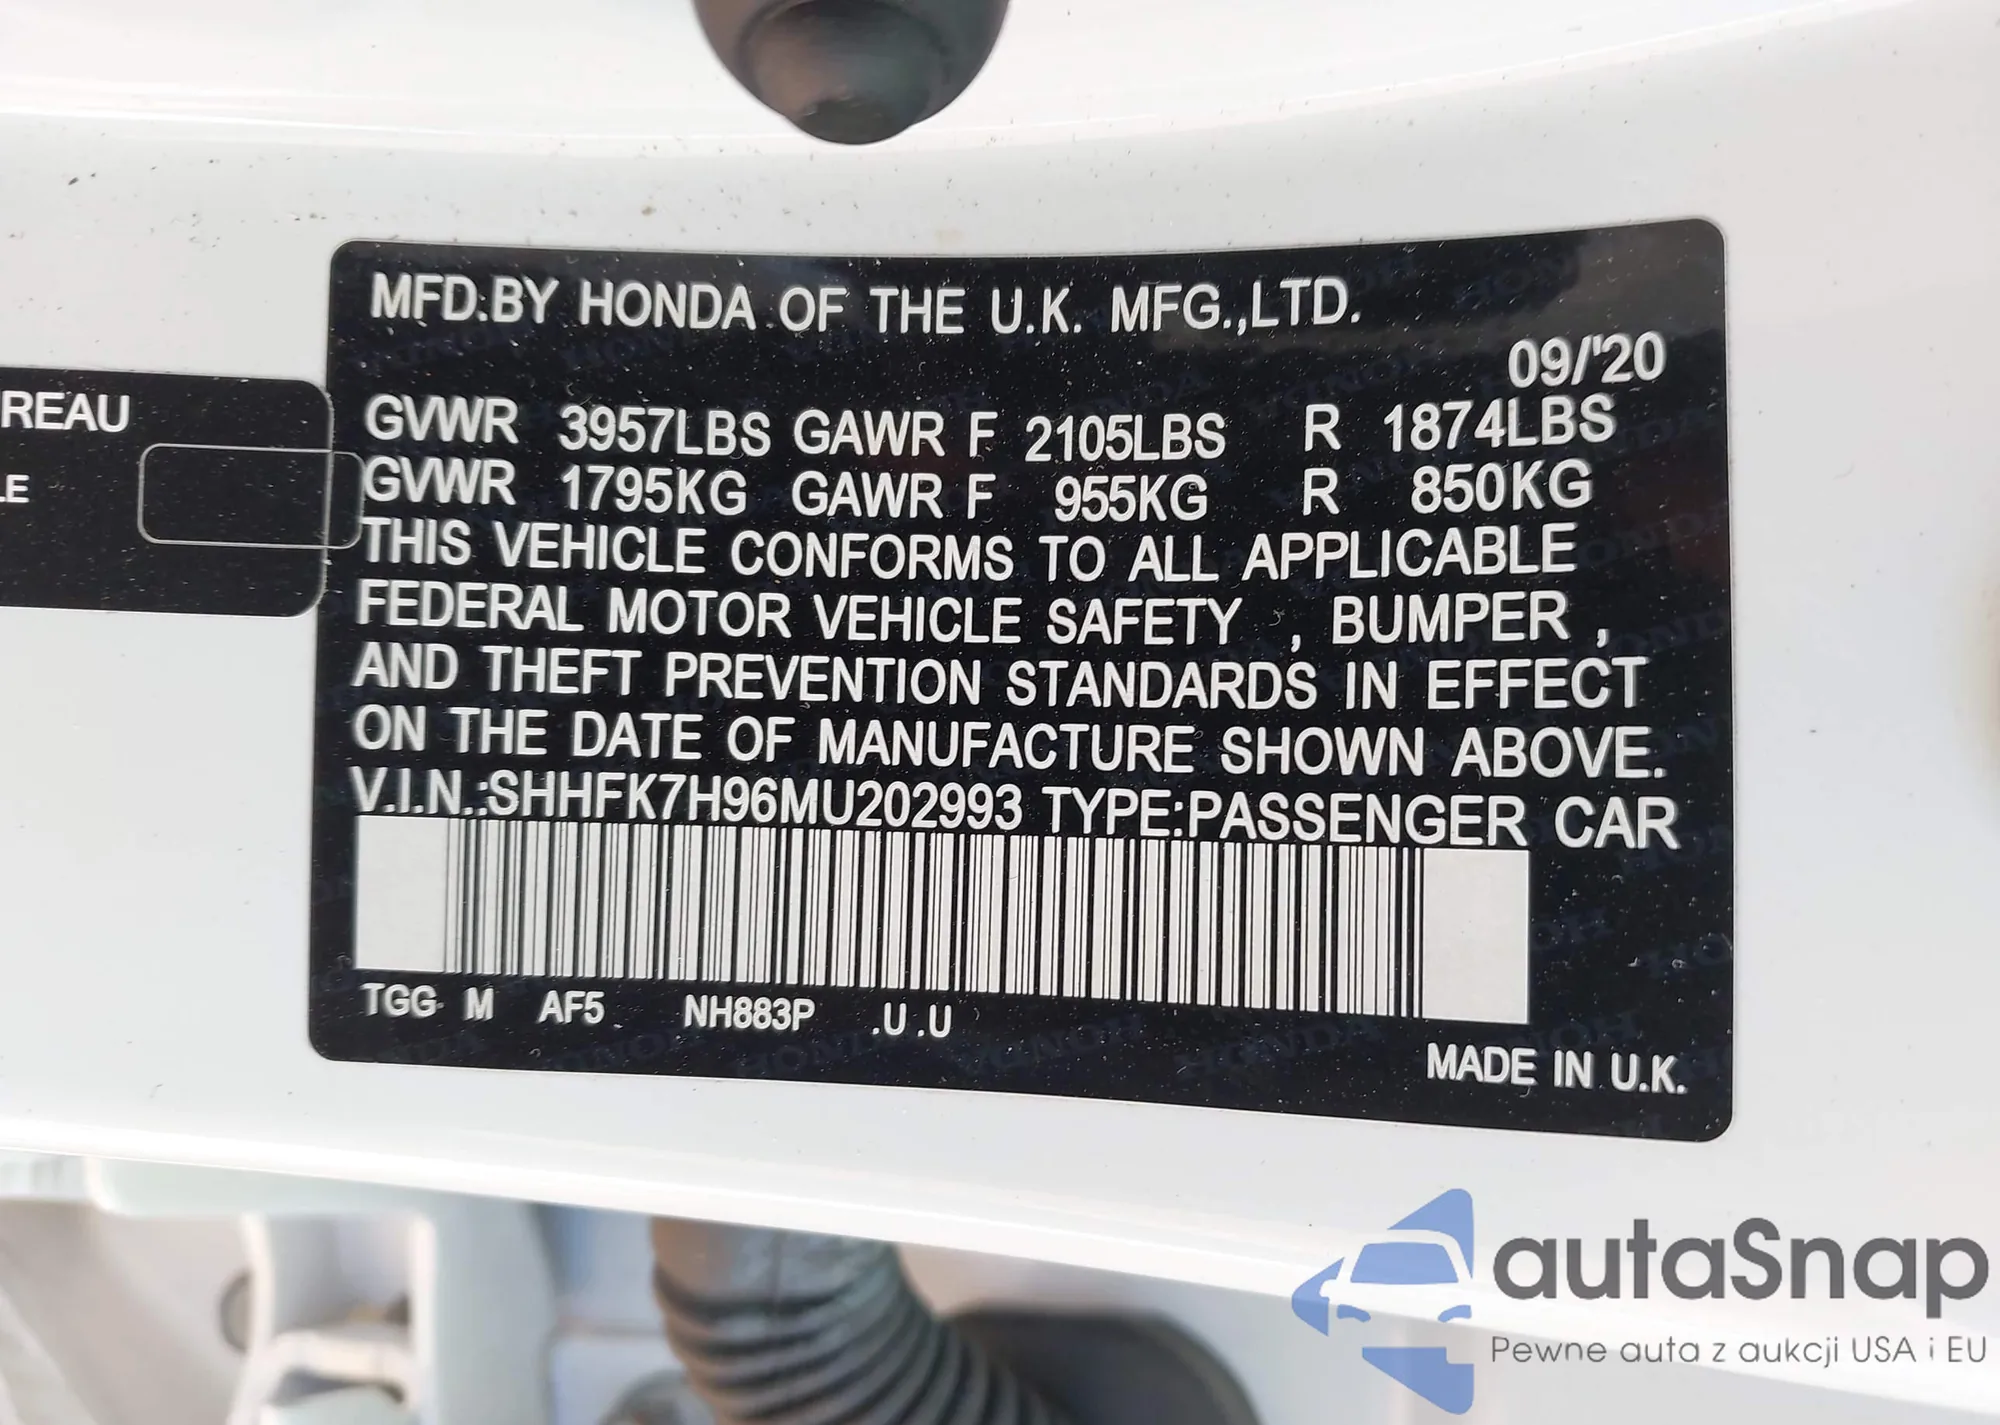 MFD.BY HONDA OF THE U.K. MFG.,LTD.
09/'20
GVWR 3957LBS GAWR F 2105LBS R 1874LBS
GVWR 1795KG GAWR F 955KG R 850KG
THIS VEHICLE CONFORMS TO ALL APPLICABLE
FEDERAL MOTOR VEHICLE SAFETY , BUMPER ,
AND THEFT PREVENTION STANDARDS IN EFFECT
ON THE DATE OF MANUFACTURE SHOWN ABOVE.
V.I.N.:SHHFK7H96MU202993 TYPE:PASSENGER CAR
TGG M AF5 NH883P .U .U
MADE IN U.K.
REAU
LE
autaSnap
Pewne auta z aukcji USA i EU